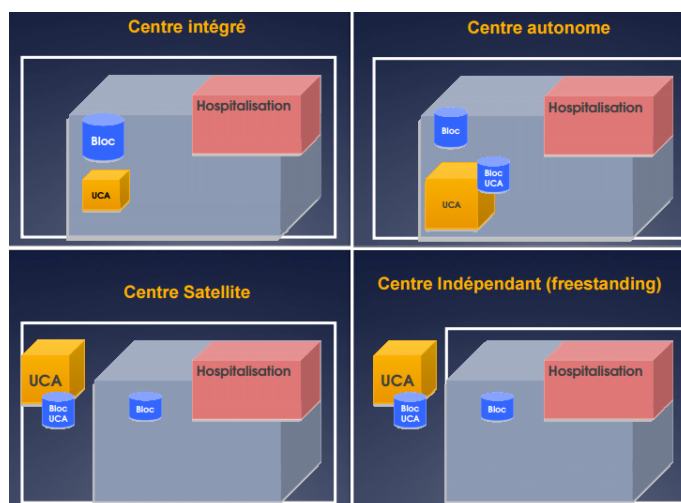 Centre intégré
Hospitalisation
Bloc
UCA
Centre autonome
Hospitalisation
Bloc
Bloc
UCA
UCA
Centre Satellite
Hospitalisation
UCA
Bloc
UCA
Bloc
Centre Indépendant (freestanding)
Hospitalisation
UCA
Bloc
UCA
Bloc